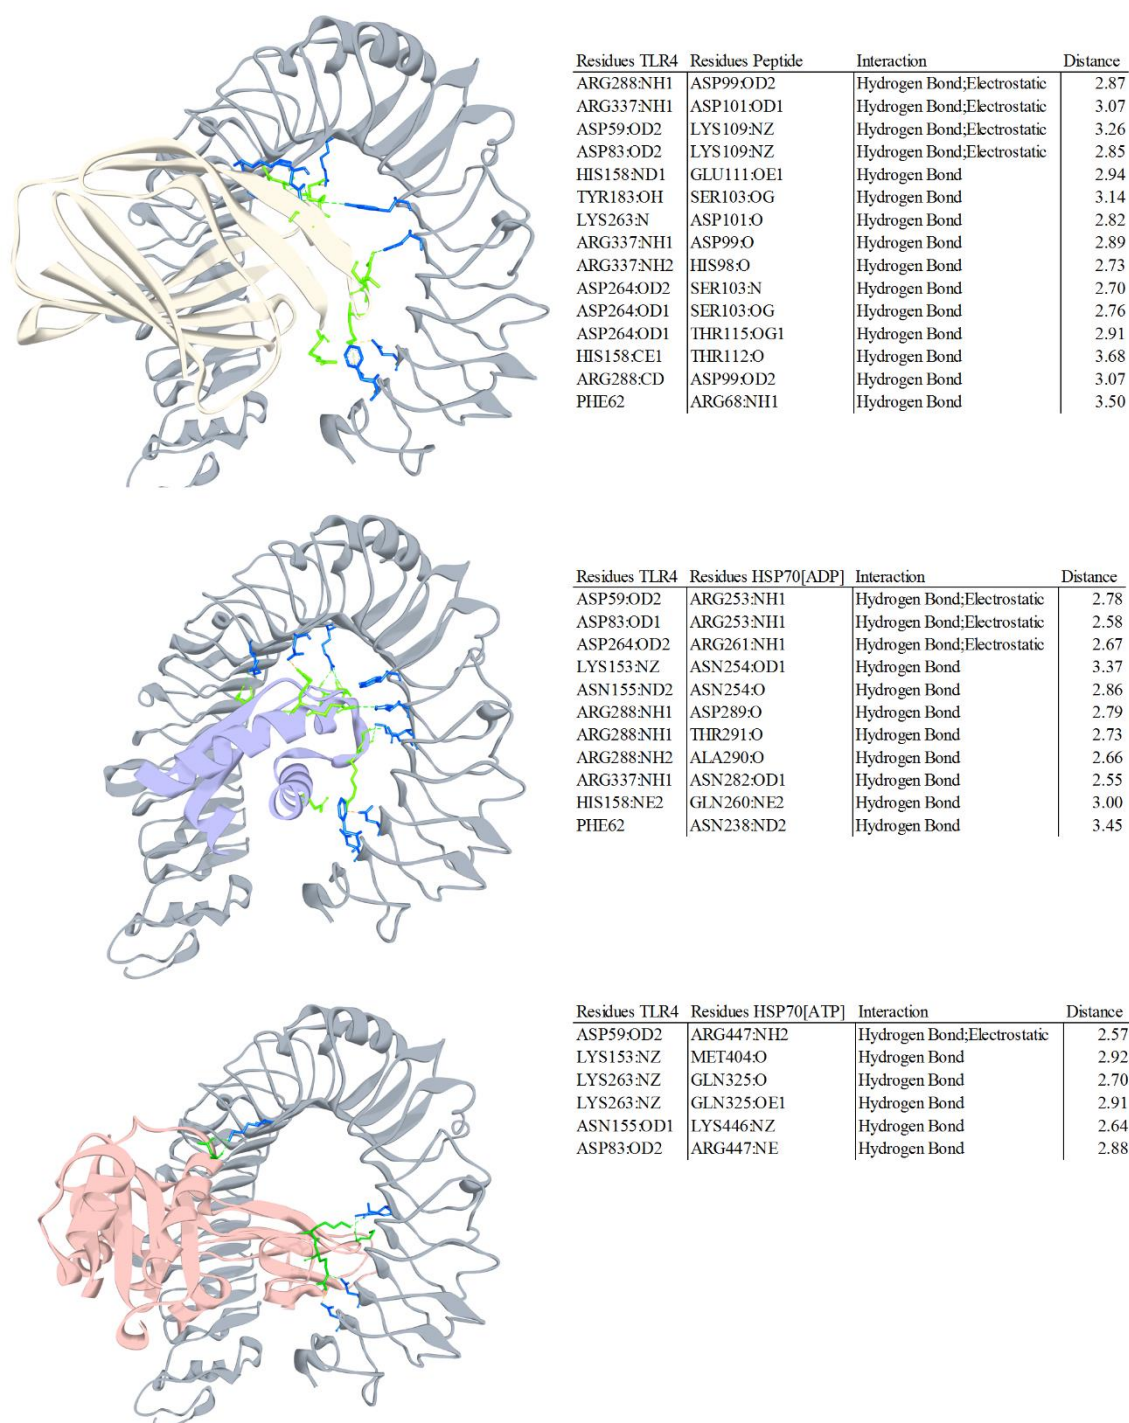 Residues TLR4 Residues Peptide Interaction Distance
ARG288:NH1 ASP99:OD2 Hydrogen Bond;Electrostatic 2.87
ARG337:NH1 ASP101:OD1 Hydrogen Bond;Electrostatic 3.07
ASP59:OD2 LYS109:NZ Hydrogen Bond;Electrostatic 3.26
ASP83:OD2 LYS109:NZ Hydrogen Bond;Electrostatic 2.85
HIS158:ND1 GLU111:OE1 Hydrogen Bond 2.94
TYR183:OH SER103:OG Hydrogen Bond 3.14
LYS263:N ASP101:O Hydrogen Bond 2.82
ARG337:NH1 ASP99:O Hydrogen Bond 2.89
ARG337:NH2 HIS98:O Hydrogen Bond 2.73
ASP264:OD2 SER103:N Hydrogen Bond 2.70
ASP264:OD1 SER103:OG Hydrogen Bond 2.76
ASP264:OD1 THR115:OG1 Hydrogen Bond 2.91
HIS158:CE1 THR112:O Hydrogen Bond 3.68
ARG288:CD ASP99:OD2 Hydrogen Bond 3.07
PHE62 ARG68:NH1 Hydrogen Bond 3.50
Residues TLR4 Residues HSP70[ADP] Interaction Distance
ASP59:OD2 ARG253:NH1 Hydrogen Bond;Electrostatic 2.78
ASP83:OD1 ARG253:NH1 Hydrogen Bond;Electrostatic 2.58
ASP264:OD2 ARG261:NH1 Hydrogen Bond;Electrostatic 2.67
LYS153:NZ ASN254:OD1 Hydrogen Bond 3.37
ASN155:ND2 ASN254:O Hydrogen Bond 2.86
ARG288:NH1 ASP289:O Hydrogen Bond 2.79
ARG288:NH1 THR291:O Hydrogen Bond 2.73
ARG288:NH2 ALA290:O Hydrogen Bond 2.66
ARG337:NH1 ASN282:OD1 Hydrogen Bond 2.55
HIS158:NE2 GLN260:NE2 Hydrogen Bond 3.00
PHE62 ASN238:ND2 Hydrogen Bond 3.45
Residues TLR4 Residues HSP70[ATP] Interaction Distance
ASP59:OD2 ARG447:NH2 Hydrogen Bond;Electrostatic 2.57
LYS153:NZ MET404:O Hydrogen Bond 2.92
LYS263:NZ GLN325:O Hydrogen Bond 2.70
LYS263:NZ GLN325:OE1 Hydrogen Bond 2.91
ASN155:OD1 LYS446:NZ Hydrogen Bond 2.64
ASP83:OD2 ARG447:NE Hydrogen Bond 2.88